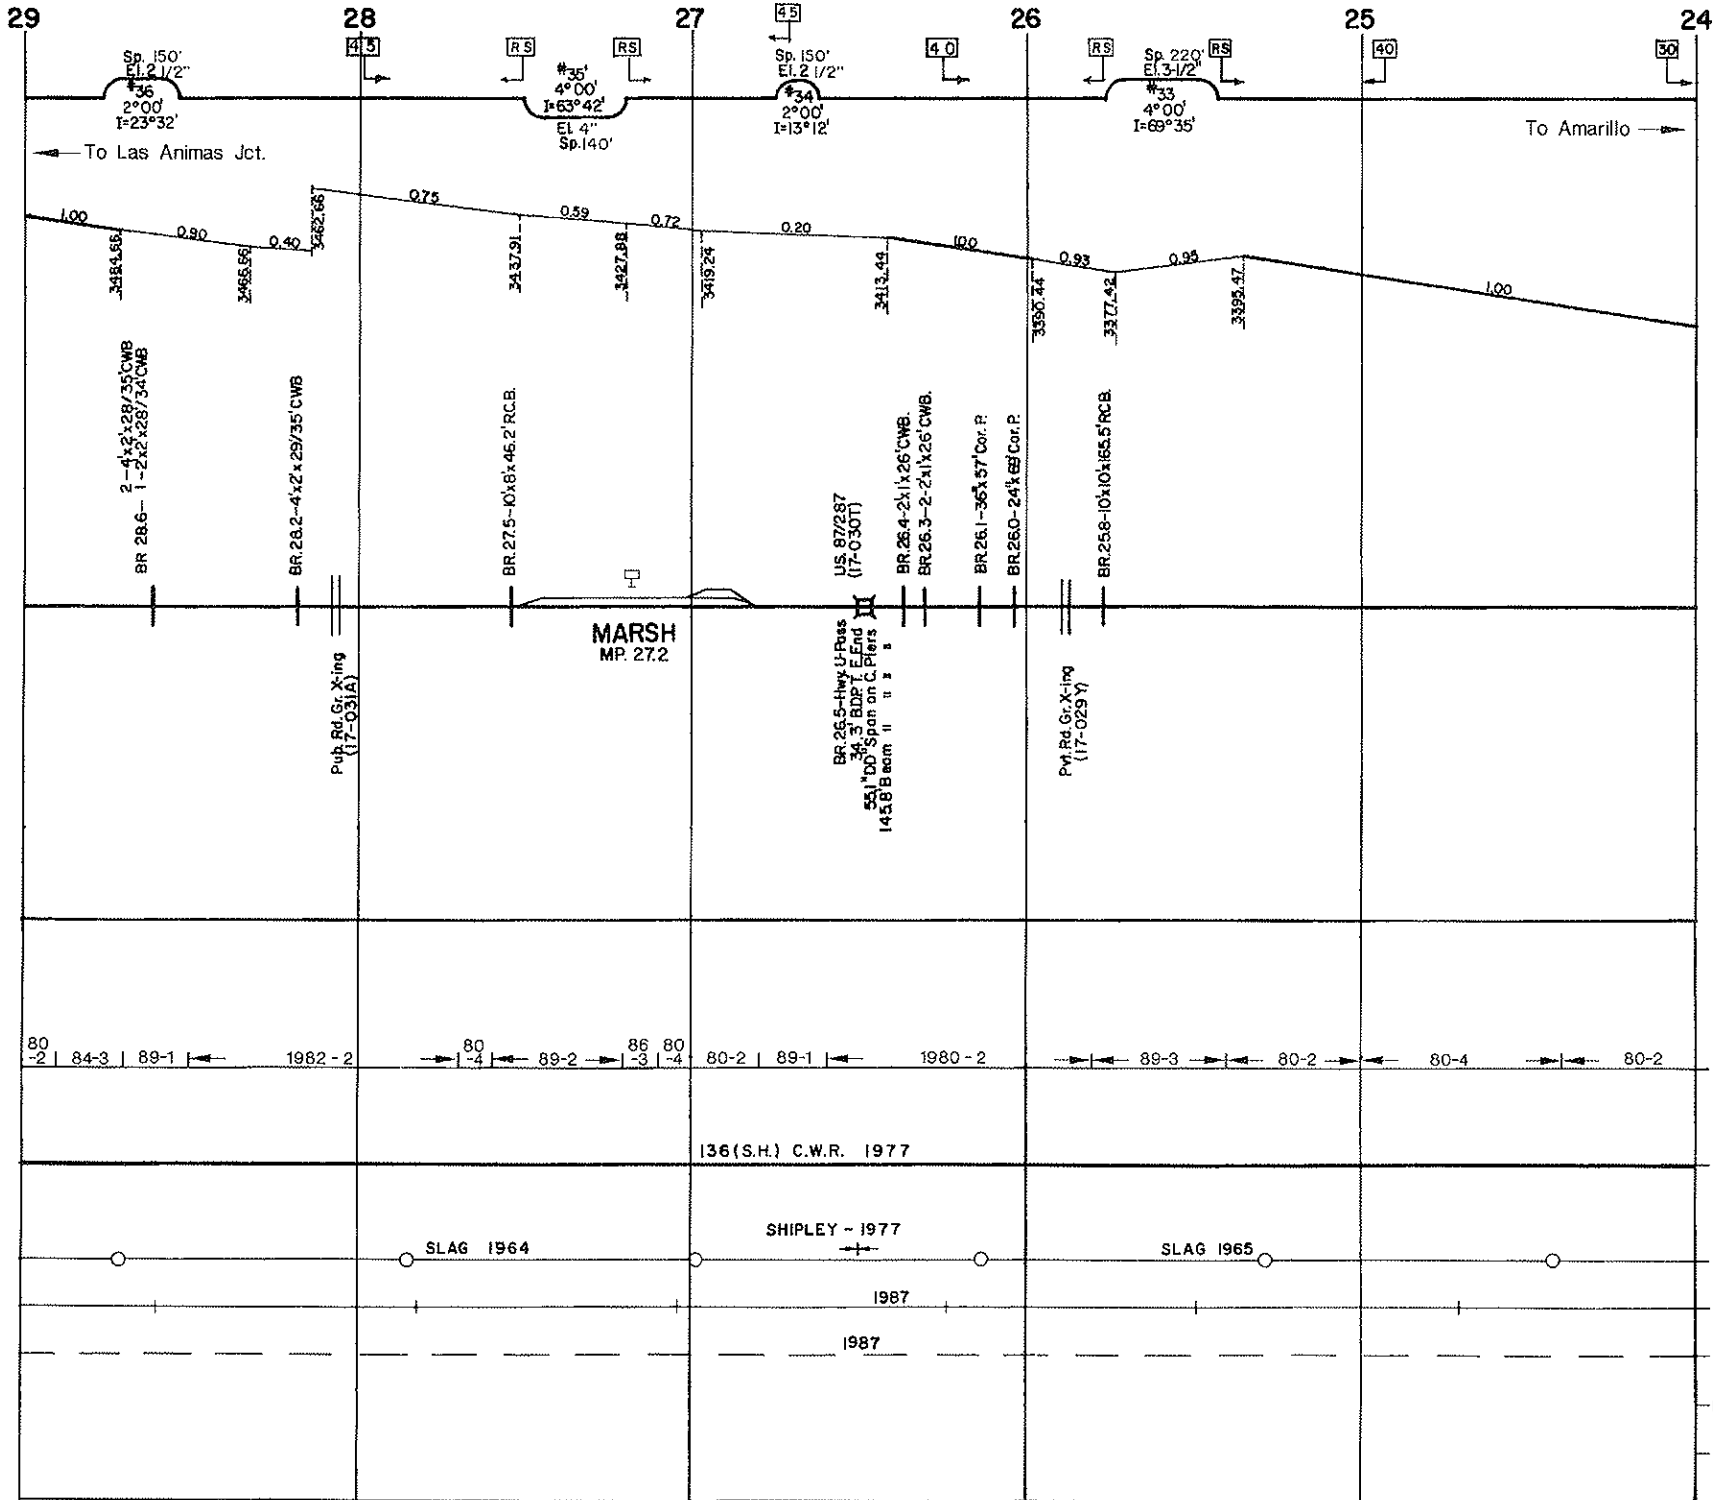 29 28 27 26 25 24
45 RS RS 45 40 RS RS 40 30
Sp. 150'
El. 2 1/2"
#36
2°00'
I=23°32'
#35'
4°00'
I=63°42'
El. 4"
Sp. 140'
Sp. 150'
El. 2 1/2"
#34
2°00'
I=13°12'
Sp. 220'
El. 3-1/2"
#33
4°00'
I=69°35'
To Las Animas Jct.
To Amarillo
1.00 0.90 0.40 0.75 0.59 0.72 0.20 1.00 0.93 0.95 1.00
3484.65
3466.66
3462.66
3437.91
3427.88
3419.24
3413.44
3390.44
3377.42
3395.47
2-4'x2'x28/35'CWB
BR 28.6- 1-2'x2'x28'/34'CWB
BR.28.2-4'x2'x29/35'CWB
BR.27.5-10'x8'x46.2'R.C.B.
U.S. 87/287
(17-030T)
BR.26.4-2'x1'x26'CWB.
BR.26.3-2-2'x1'x26'CWB.
BR.26.1-36"x57'Cor.P.
BR.26.0-24"x69'Cor.P.
BR.25.8-10'x10'x165.5'RCB.
MARSH
MP. 27.2
Pub. Rd. Gr. X-ing
(17-031A)
BR.26.5-Hwy. U-Pass
34.3' B.D.P.T. E.End
55.1' "DD" Span on C. Piers
145.8' Beam " " " "
Pvt. Rd. Gr. X-ing
(17-029Y)
80
-2 84-3 89-1 1982-2 80
-4 89-2 86
-3 80
-4 80-2 89-1 1980-2 89-3 80-2 80-4 80-2
136 (S.H.) C.W.R. 1977
SHIPLEY - 1977
SLAG 1964
SLAG 1965
1987
1987